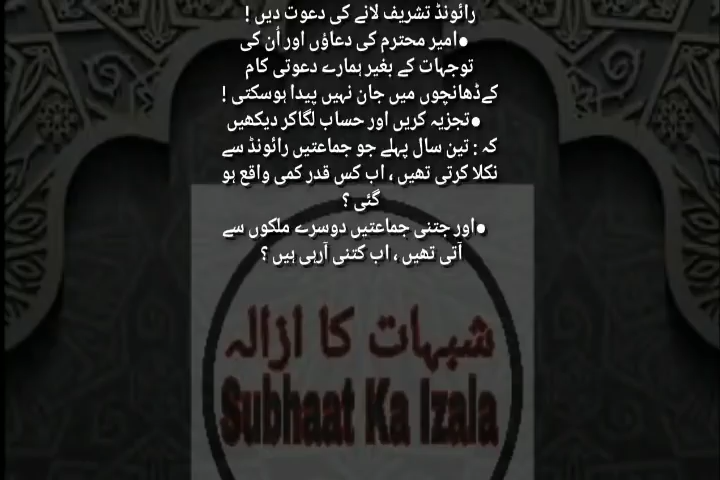 رائونڈ تشریف لانے کی دعوت دیں !
●امیر محترم کی دعاؤں اور اُن کی
توجہات کے بغیر ہمارے دعوتی کام
کےڈھانچوں میں جان نہیں پیدا ہوسکتی !
●تجزیہ کریں اور حساب لگاکر دیکھیں
کہ : تین سال پہلے جو جماعتیں رائونڈ سے
نکلا کرتی تھیں ، اب کس قدر کمی واقع ہو
گئی ؟
●اور جتنی جماعتیں دوسرے ملکوں سے
آتی تھیں ، اب کتنی آرہی ہیں ؟
شبہات کا ازالہ
Subhaat Ka Izala